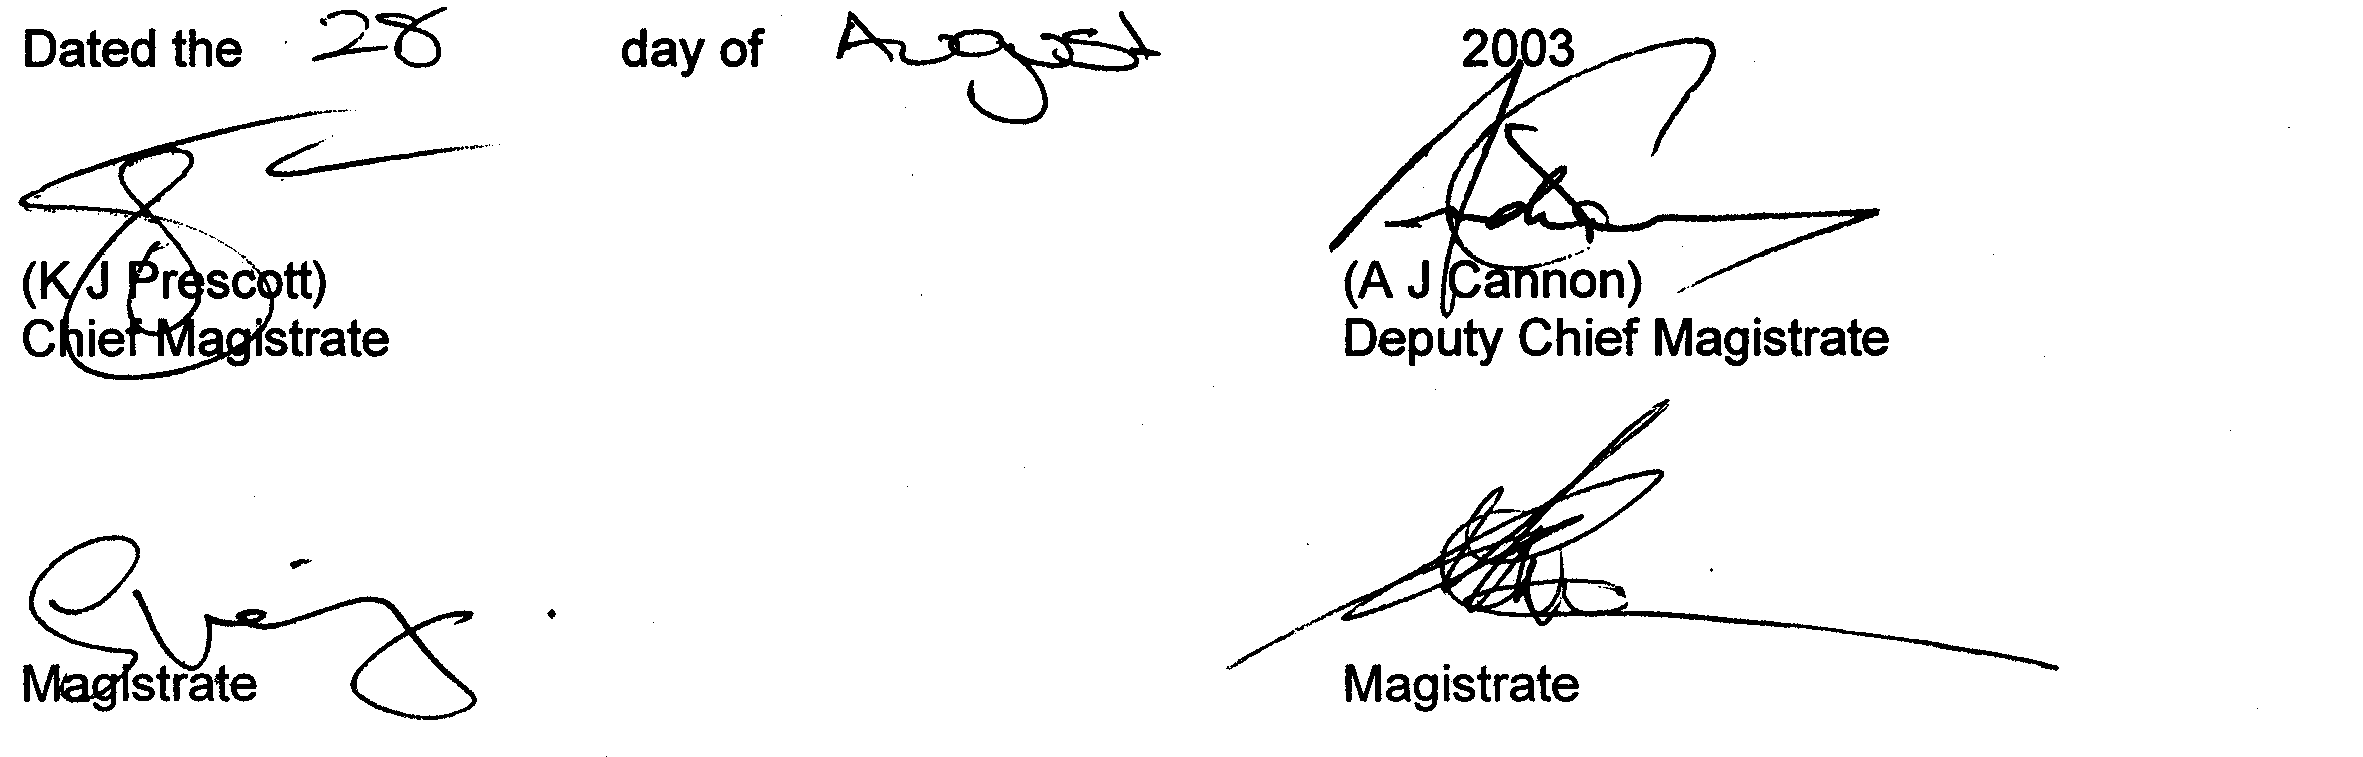 Dated the 28 day of August 2003
(K J Prescott) (A J Cannon)
Chief Magistrate Deputy Chief Magistrate
Magistrate Magistrate